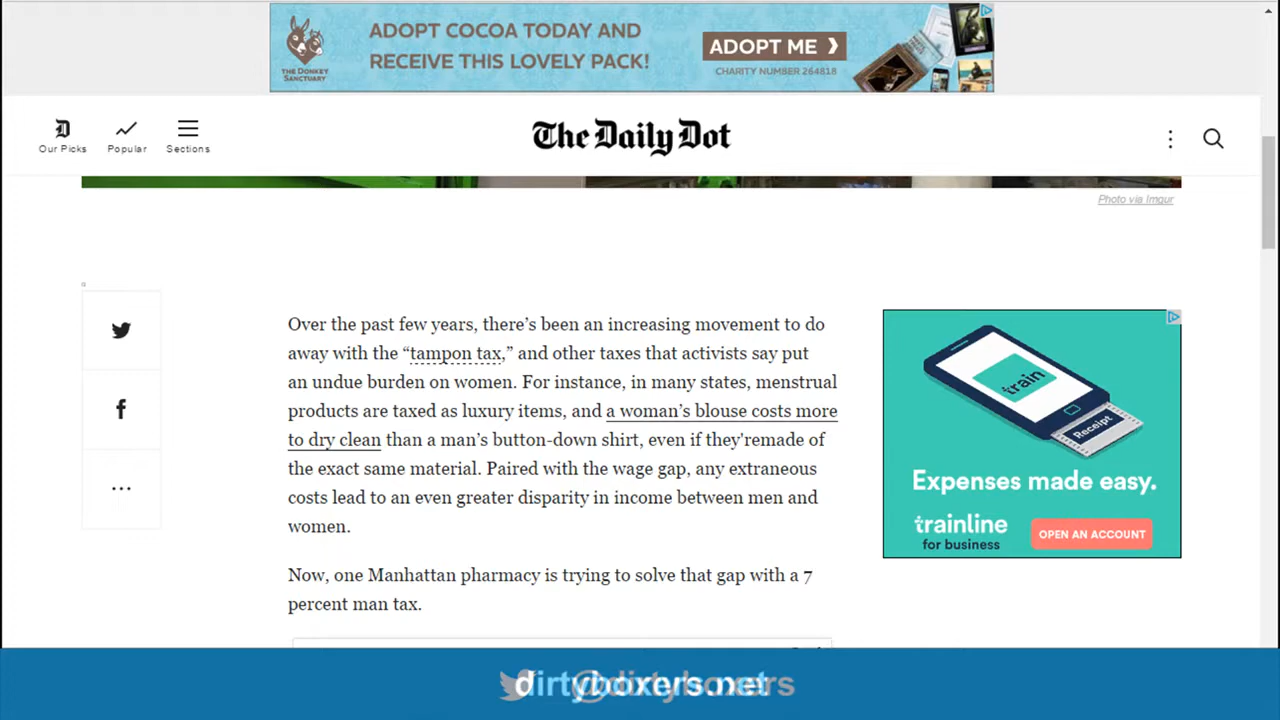 ADOPT COCOA TODAY AND
RECEIVE THIS LOVELY PACK!
ADOPT ME ❯
CHARITY NUMBER 264818
THE DONKEY
SANCTUARY
Our Picks
Popular
Sections
The Daily Dot
Photo via Imgur
Over the past few years, there’s been an increasing movement to do
away with the “tampon tax,” and other taxes that activists say put
an undue burden on women. For instance, in many states, menstrual
products are taxed as luxury items, and a woman’s blouse costs more
to dry clean than a man’s button-down shirt, even if they’remade of
the exact same material. Paired with the wage gap, any extraneous
costs lead to an even greater disparity in income between men and
women.
Now, one Manhattan pharmacy is trying to solve that gap with a 7
percent man tax.
train
Receipt
Expenses made easy.
trainline
for business
OPEN AN ACCOUNT